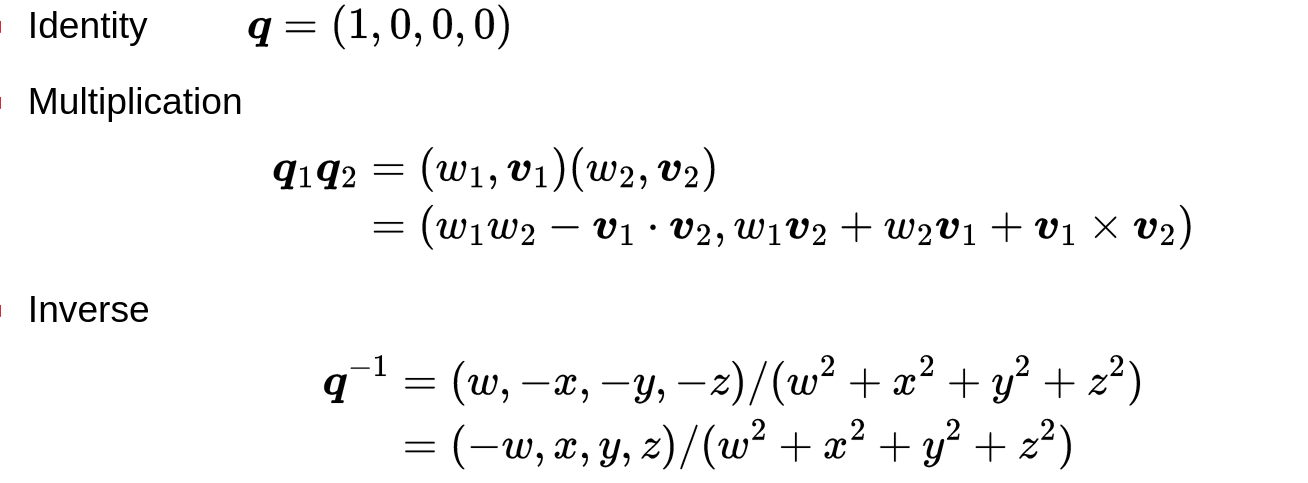 Identity q = (1, 0, 0, 0)
Multiplication
q₁q₂ = (w₁, v₁)(w₂, v₂)
= (w₁w₂ − v₁ · v₂, w₁v₂ + w₂v₁ + v₁ × v₂)
Inverse
q⁻¹ = (w, −x, −y, −z)/(w² + x² + y² + z²)
= (−w, x, y, z)/(w² + x² + y² + z²)